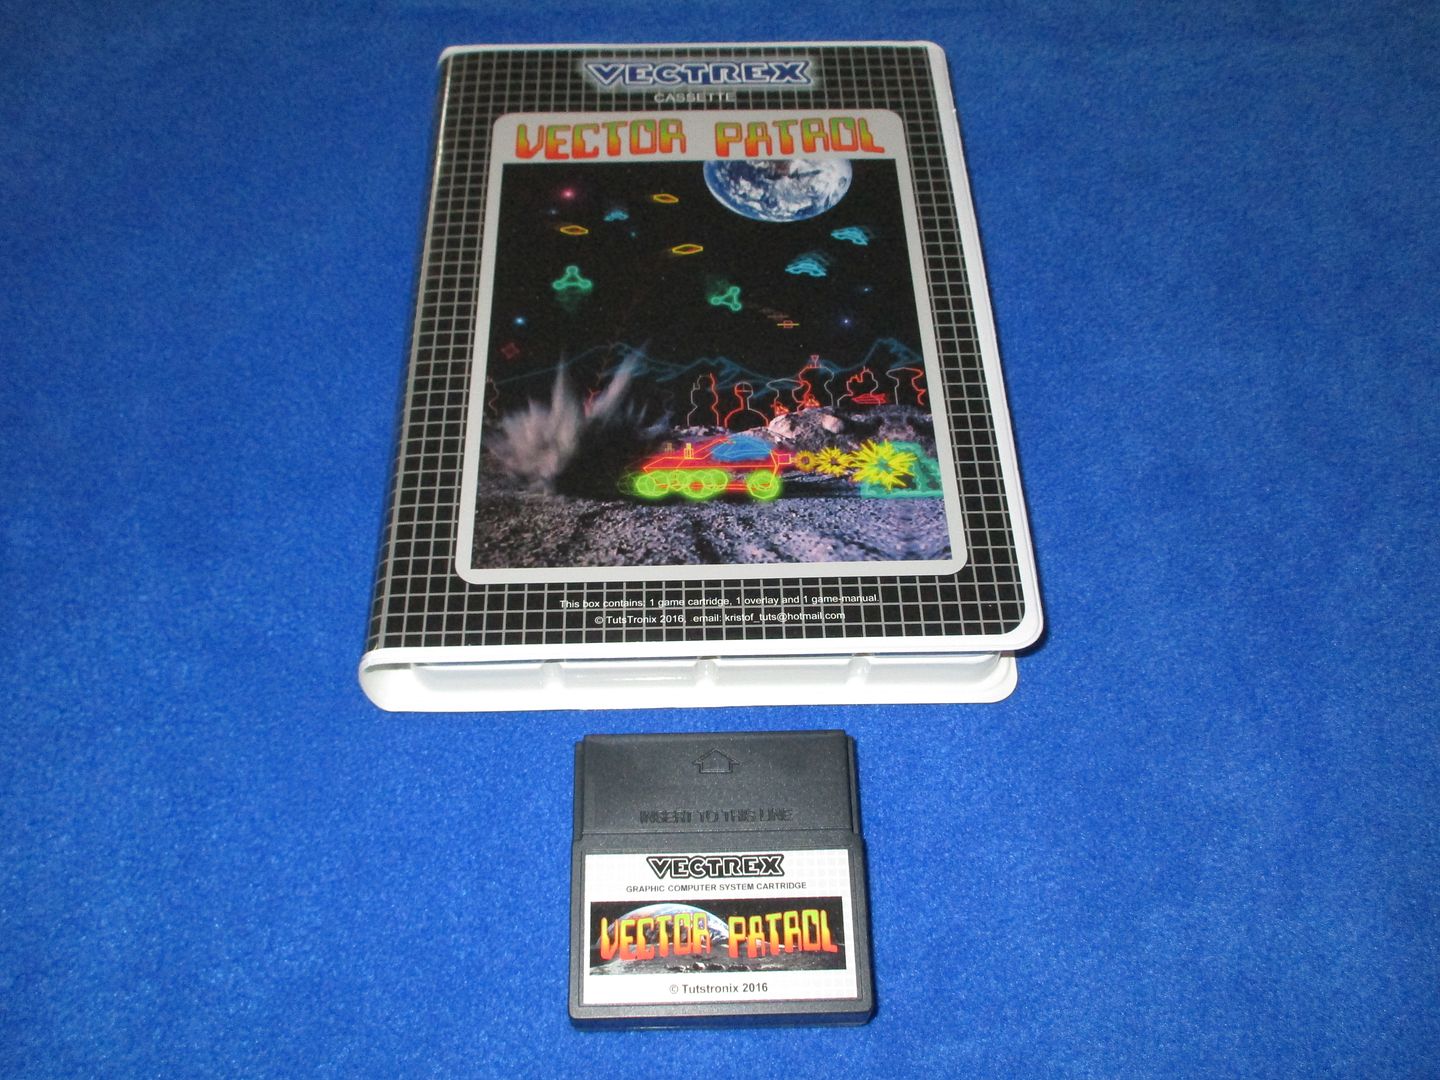 VECTREX
CASSETTE
VECTOR PATROL
This box contains: 1 game cartridge, 1 overlay and 1 game-manual.
© TutsTronix 2016, email: kristof_tuts@hotmail.com
INSERT TO THIS LINE
VECTREX
GRAPHIC COMPUTER SYSTEM CARTRIDGE
VECTOR PATROL
© Tutstronix 2016